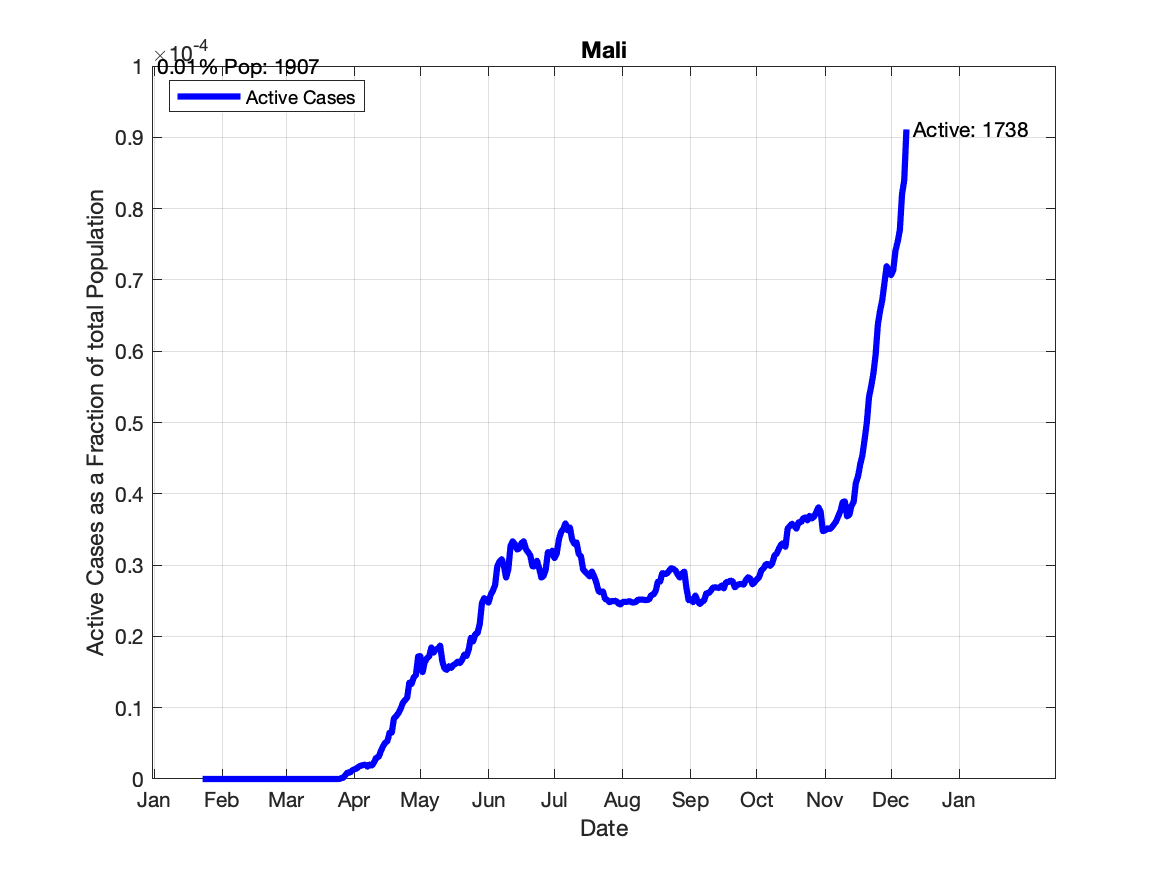 Mali
×10-4
0.01% Pop: 1907
Active Cases
Active: 1738
1
0.9
0.8
0.7
0.6
0.5
0.4
0.3
0.2
0.1
0
Active Cases as a Fraction of total Population
Jan Feb Mar Apr May Jun Jul Aug Sep Oct Nov Dec Jan
Date